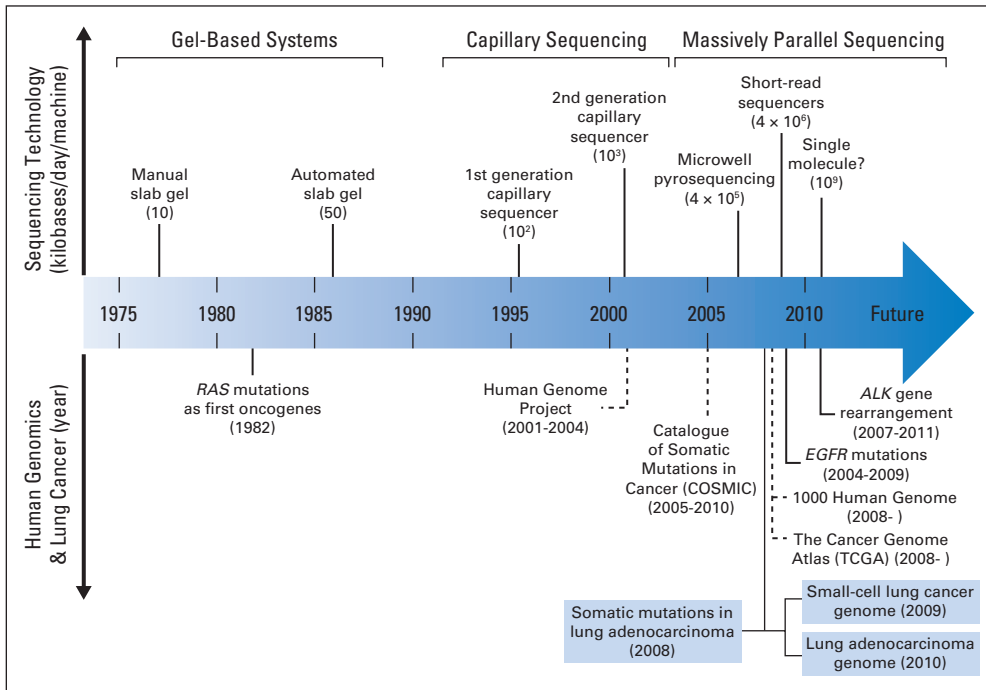 Gel-Based Systems
Capillary Sequencing
Massively Parallel Sequencing
Sequencing Technology
(kilobases/day/machine)
Manual
slab gel
(10)
Automated
slab gel
(50)
1st generation
capillary
sequencer
(10²)
2nd generation
capillary
sequencer
(10³)
Microwell
pyrosequencing
(4 × 10⁵)
Short-read
sequencers
(4 × 10⁶)
Single
molecule?
(10⁹)
1975
1980
1985
1990
1995
2000
2005
2010
Future
Human Genomics
& Lung Cancer (year)
RAS mutations
as first oncogenes
(1982)
Human Genome
Project
(2001-2004)
Catalogue
of Somatic
Mutations in
Cancer (COSMIC)
(2005-2010)
ALK gene
rearrangement
(2007-2011)
EGFR mutations
(2004-2009)
1000 Human Genome
(2008- )
The Cancer Genome
Atlas (TCGA) (2008- )
Somatic mutations in
lung adenocarcinoma
(2008)
Small-cell lung cancer
genome (2009)
Lung adenocarcinoma
genome (2010)